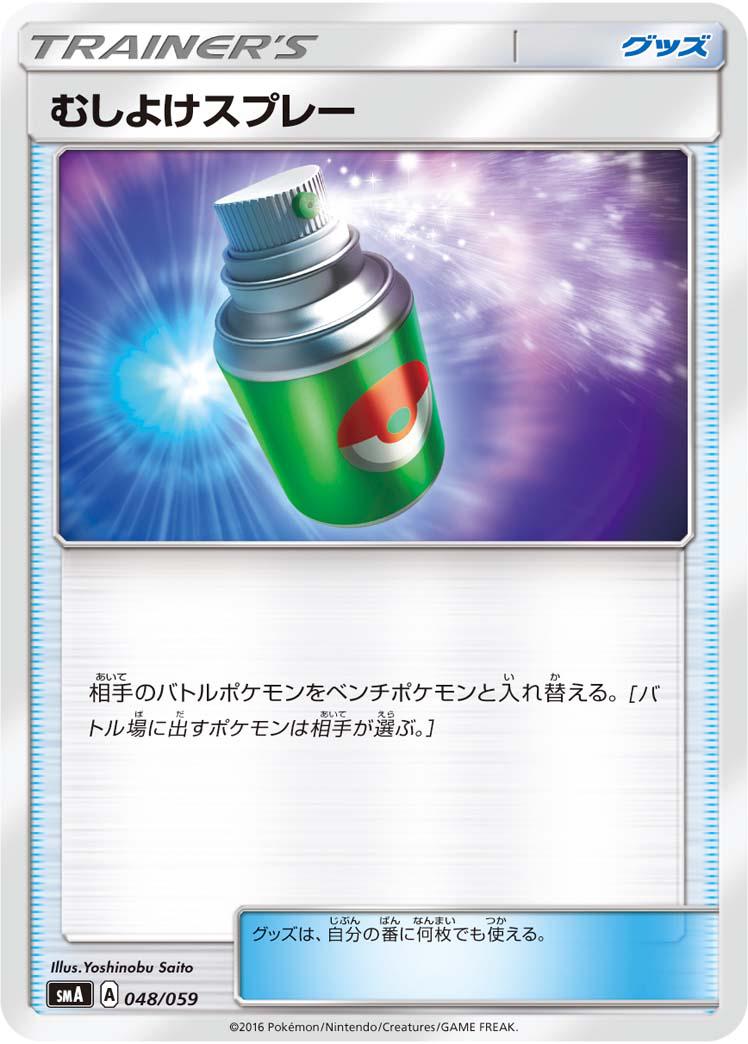 TRAINER'S グッズ
むしよけスプレー
相手のバトルポケモンをベンチポケモンと入れ替える。[バ
トル場に出すポケモンは相手が選ぶ。]
グッズは、自分の番に何枚でも使える。
Illus.Yoshinobu Saito
SMA A 048/059
©2016 Pokémon/Nintendo/Creatures/GAME FREAK.